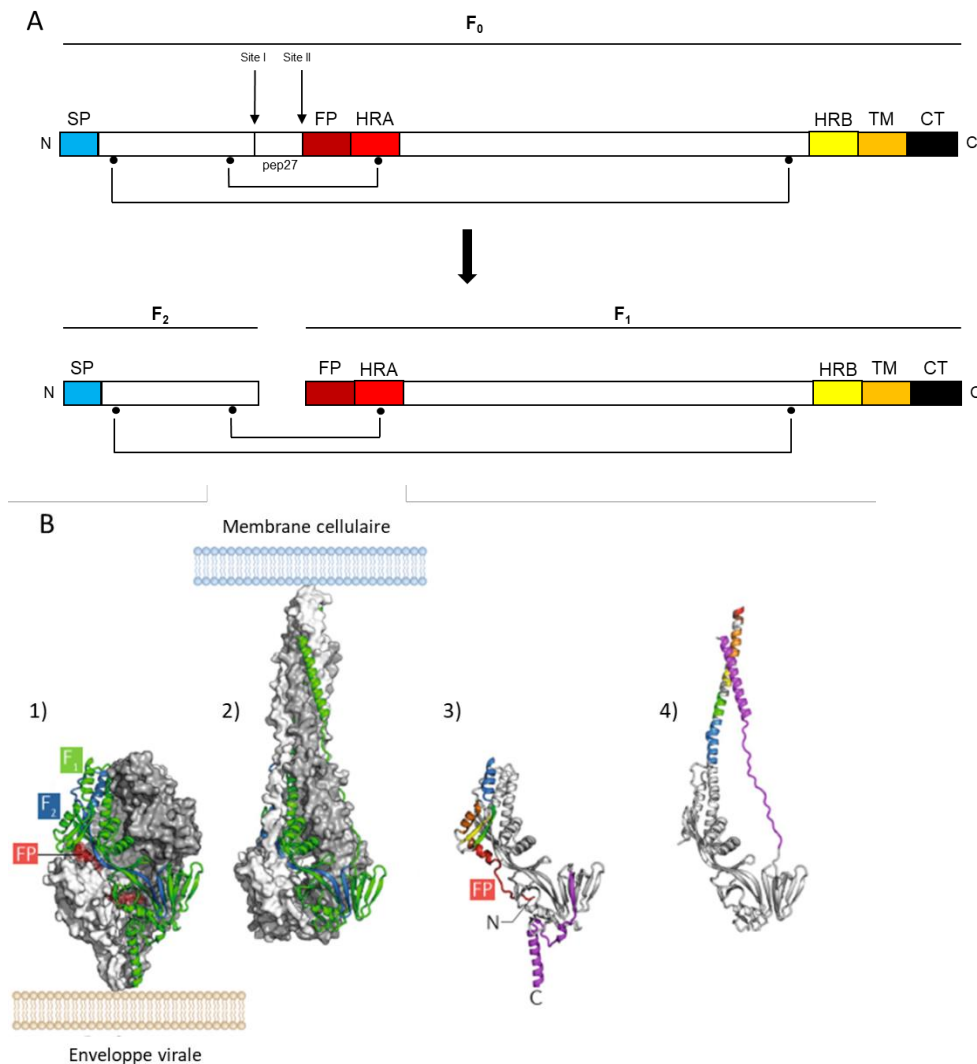 A
F₀
Site I Site II
SP FP HRA HRB TM CT
N C
pep27
F₂ F₁
SP FP HRA HRB TM CT
N C
B
Membrane cellulaire
1) 2) 3) 4)
F₁
F₂
FP
FP
N
C
Enveloppe virale